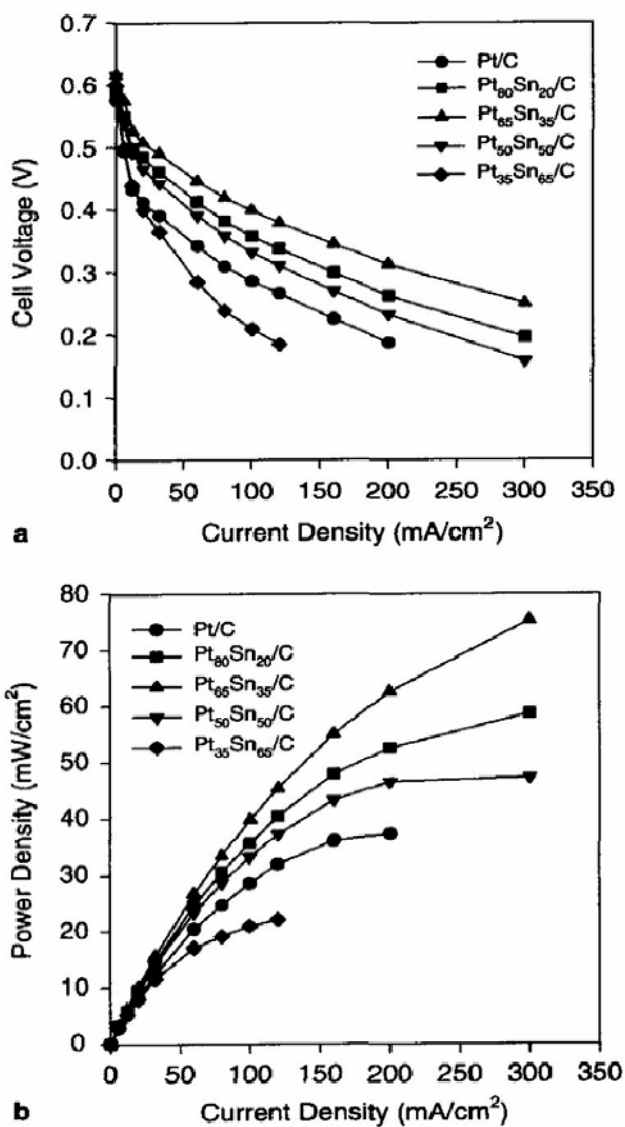 0.7
0.6
0.5
0.4
0.3
0.2
0.1
0.0
Cell Voltage (V)
Pt/C
Pt₈₀Sn₂₀/C
Pt₆₅Sn₃₅/C
Pt₅₀Sn₅₀/C
Pt₃₅Sn₆₅/C
0 50 100 150 200 250 300 350
a Current Density (mA/cm²)
80
70
60
50
40
30
20
10
0
Power Density (mW/cm²)
Pt/C
Pt₈₀Sn₂₀/C
Pt₆₅Sn₃₅/C
Pt₅₀Sn₅₀/C
Pt₃₅Sn₆₅/C
0 50 100 150 200 250 300 350
b Current Density (mA/cm²)